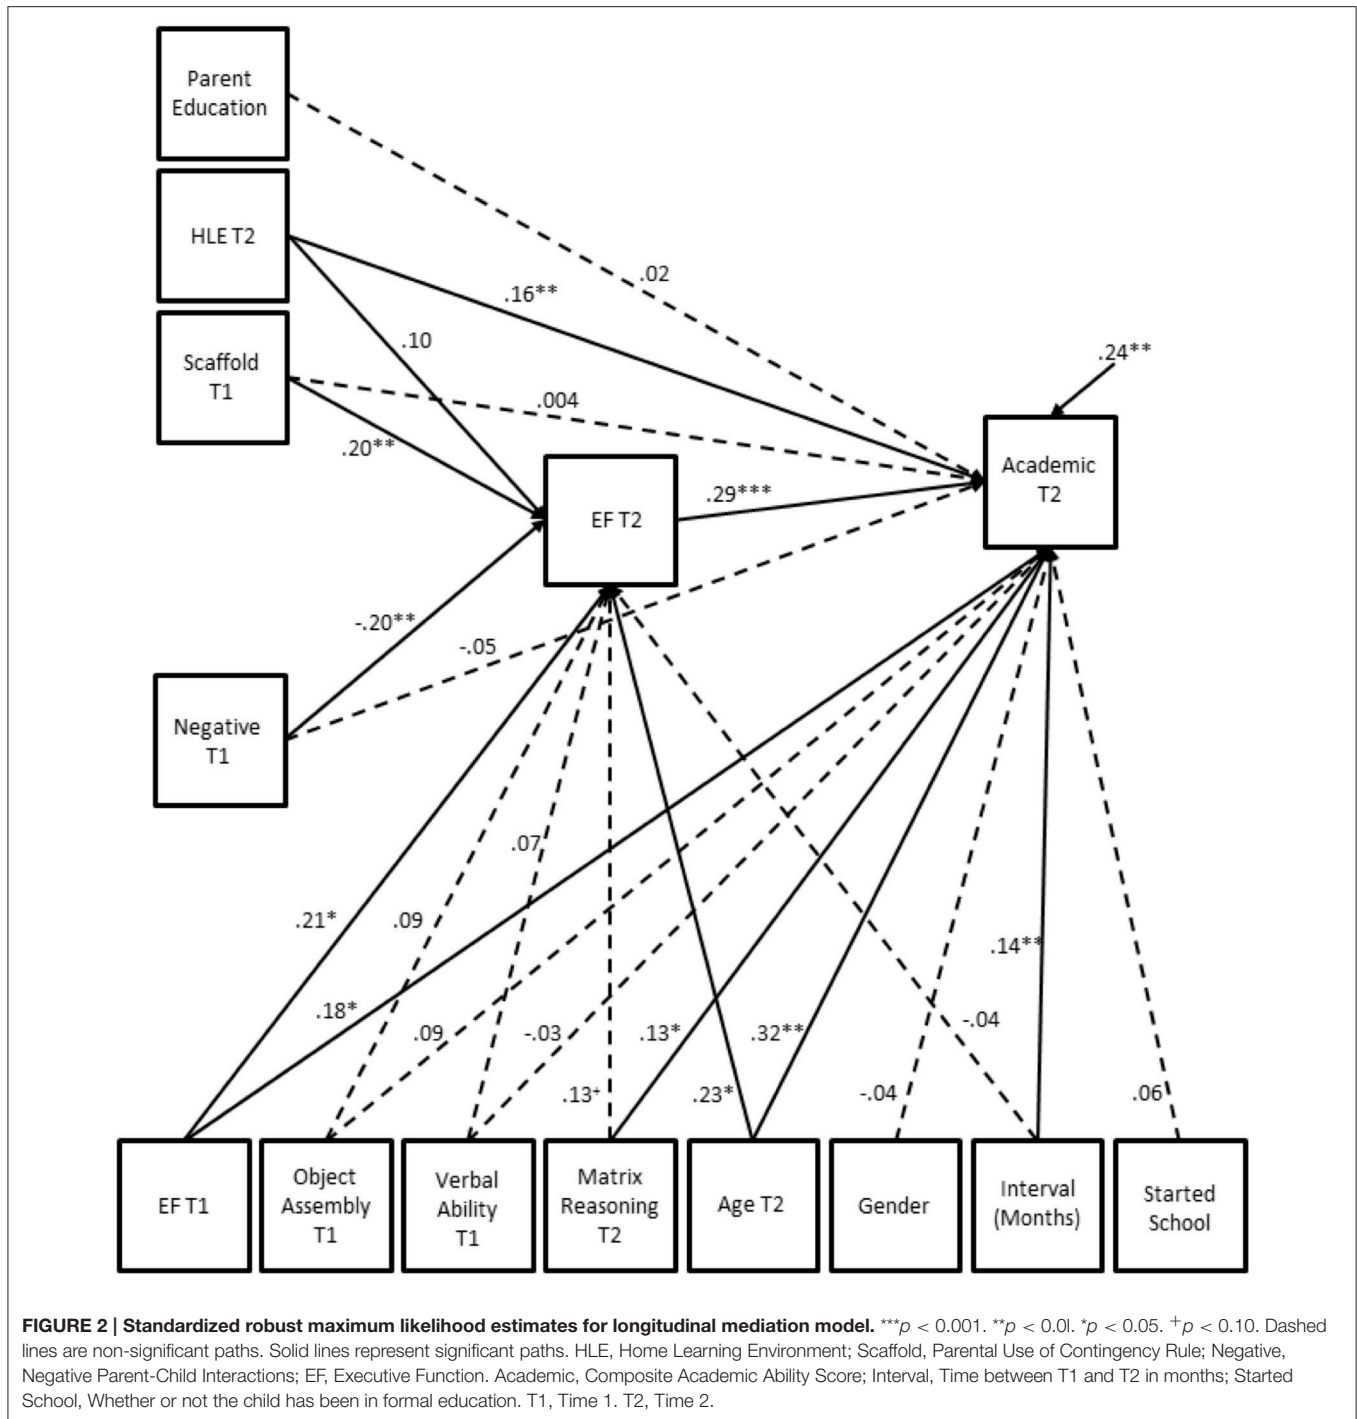 Parent
Education
HLE T2
.02
.16**
.10
Scaffold
T1
.24**
.004
.20**
Academic
T2
.29***
EF T2
-.20**
-.05
Negative
T1
.07
.21*
.09
.14**
.18*
.09
-.03
.13*
.32**
-.04
.13+
.23*
-.04
.06
EF T1
Object
Assembly
T1
Verbal
Ability
T1
Matrix
Reasoning
T2
Age T2
Gender
Interval
(Months)
Started
School
FIGURE 2 | Standardized robust maximum likelihood estimates for longitudinal mediation model. ***p < 0.001. **p < 0.0l. *p < 0.05. +p < 0.10. Dashed
lines are non-significant paths. Solid lines represent significant paths. HLE, Home Learning Environment; Scaffold, Parental Use of Contingency Rule; Negative,
Negative Parent-Child Interactions; EF, Executive Function. Academic, Composite Academic Ability Score; Interval, Time between T1 and T2 in months; Started
School, Whether or not the child has been in formal education. T1, Time 1. T2, Time 2.